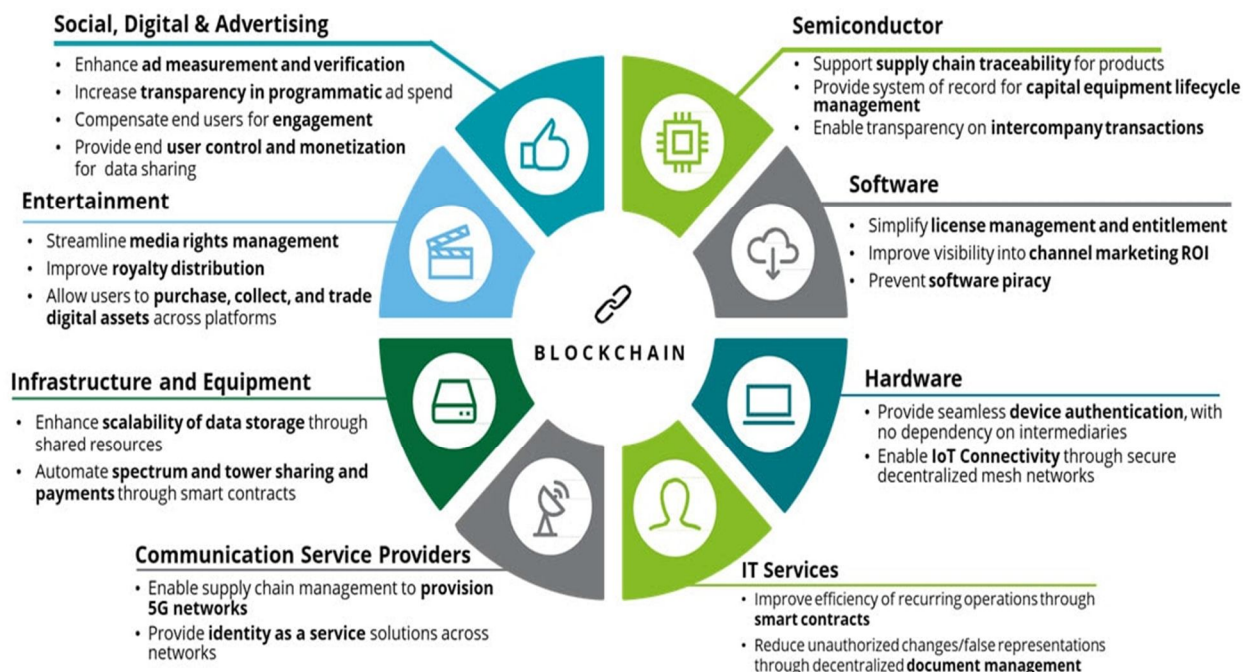 Social, Digital & Advertising
• Enhance ad measurement and verification
• Increase transparency in programmatic ad spend
• Compensate end users for engagement
• Provide end user control and monetization
for data sharing
Entertainment
• Streamline media rights management
• Improve royalty distribution
• Allow users to purchase, collect, and trade
digital assets across platforms
Infrastructure and Equipment
• Enhance scalability of data storage through
shared resources
• Automate spectrum and tower sharing and
payments through smart contracts
Communication Service Providers
• Enable supply chain management to provision
5G networks
• Provide identity as a service solutions across
networks
BLOCKCHAIN
Semiconductor
• Support supply chain traceability for products
• Provide system of record for capital equipment lifecycle
management
• Enable transparency on intercompany transactions
Software
• Simplify license management and entitlement
• Improve visibility into channel marketing ROI
• Prevent software piracy
Hardware
• Provide seamless device authentication, with
no dependency on intermediaries
• Enable IoT Connectivity through secure
decentralized mesh networks
IT Services
• Improve efficiency of recurring operations through
smart contracts
• Reduce unauthorized changes/false representations
through decentralized document management